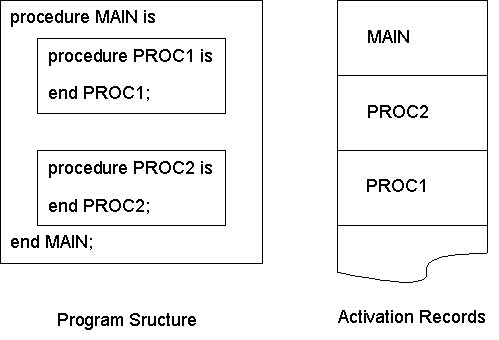 procedure MAIN is
procedure PROC1 is
end PROC1;
procedure PROC2 is
end PROC2;
end MAIN;
Program Sructure
MAIN
PROC2
PROC1
Activation Records